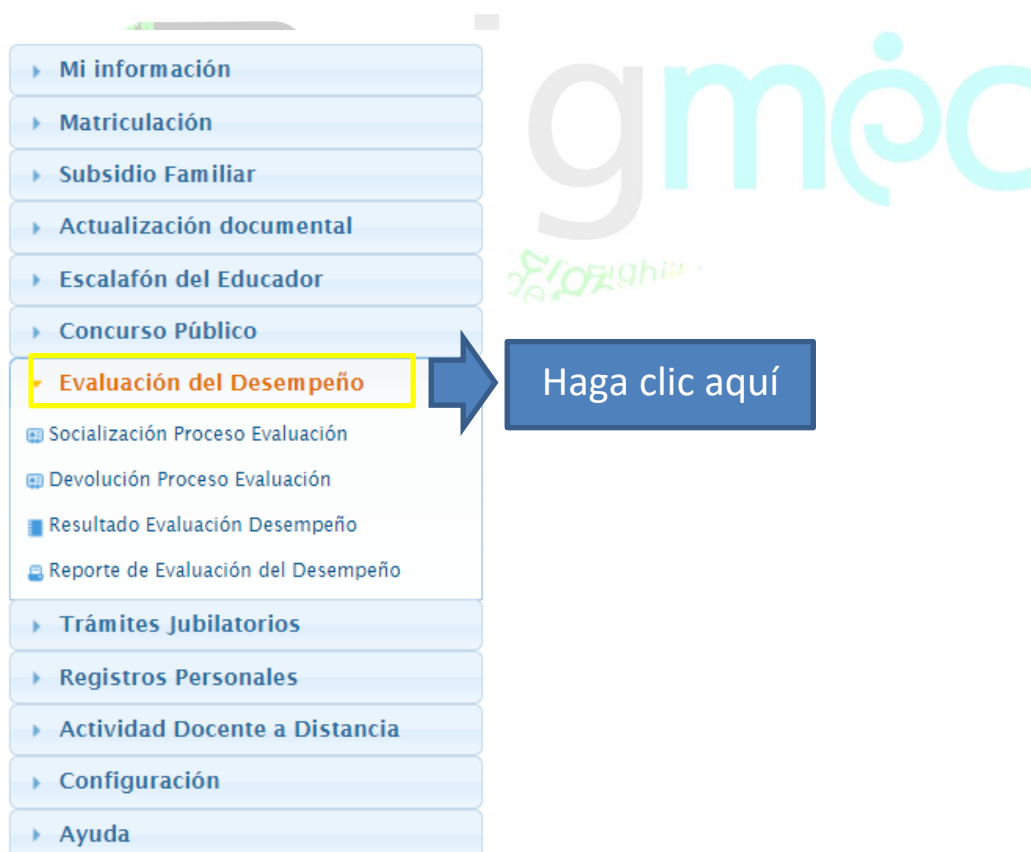 Mi información
Matriculación
Subsidio Familiar
Actualización documental
Escalafón del Educador
Concurso Público
Evaluación del Desempeño
Haga clic aquí
Socialización Proceso Evaluación
Devolución Proceso Evaluación
Resultado Evaluación Desempeño
Reporte de Evaluación del Desempeño
Trámites Jubilatorios
Registros Personales
Actividad Docente a Distancia
Configuración
Ayuda
gmec